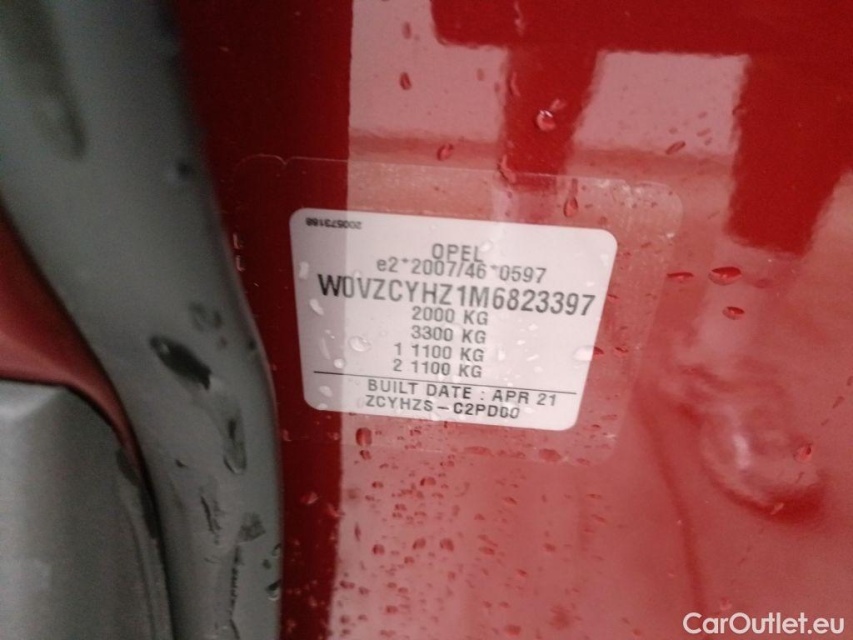 200573188
OPEL
e2*2007/46*0597
W0VZCYHZ1M6823397
2000 KG
3300 KG
1 1100 KG
2 1100 KG
BUILT DATE : APR 21
ZCYHZS - C2PD60
CarOutlet.eu